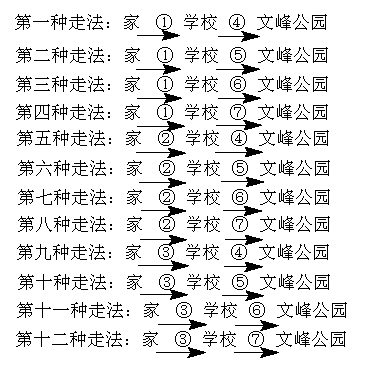 第一种走法：家 ① 学校 ④ 文峰公园
第二种走法：家 ① 学校 ⑤ 文峰公园
第三种走法：家 ① 学校 ⑥ 文峰公园
第四种走法：家 ① 学校 ⑦ 文峰公园
第五种走法：家 ② 学校 ④ 文峰公园
第六种走法：家 ② 学校 ⑤ 文峰公园
第七种走法：家 ② 学校 ⑥ 文峰公园
第八种走法：家 ② 学校 ⑦ 文峰公园
第九种走法：家 ③ 学校 ④ 文峰公园
第十种走法：家 ③ 学校 ⑤ 文峰公园
第十一种走法：家 ③ 学校 ⑥ 文峰公园
第十二种走法：家 ③ 学校 ⑦ 文峰公园